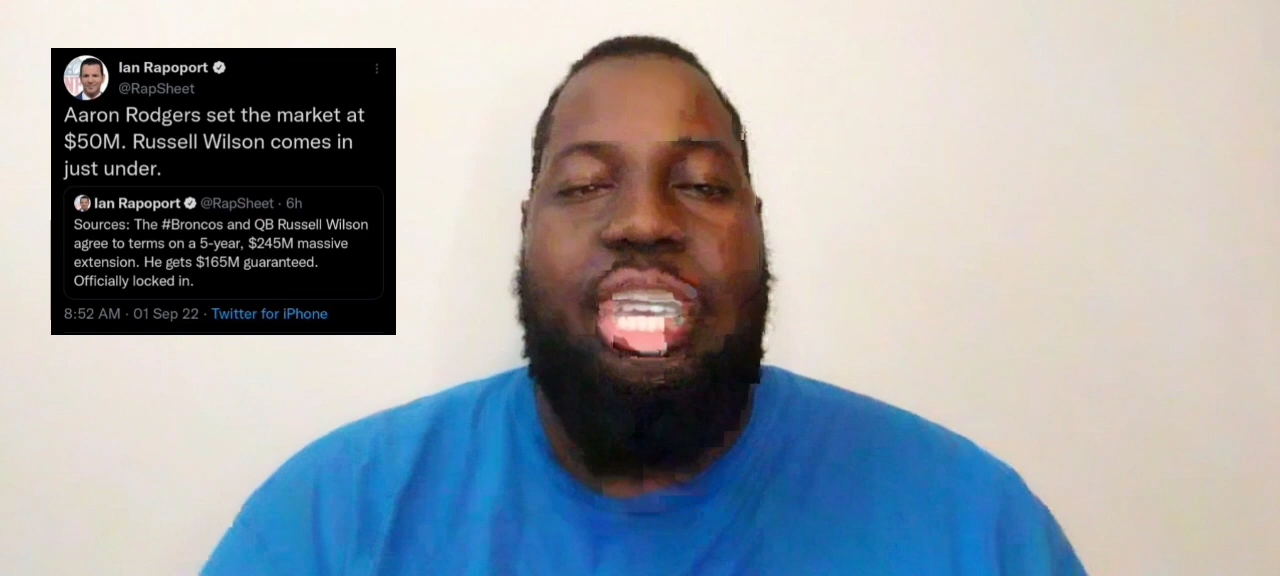 Ian Rapoport
@RapSheet
Aaron Rodgers set the market at
$50M. Russell Wilson comes in
just under.
Ian Rapoport @RapSheet · 6h
Sources: The #Broncos and QB Russell Wilson
agree to terms on a 5-year, $245M massive
extension. He gets $165M guaranteed.
Officially locked in.
8:52 AM · 01 Sep 22 · Twitter for iPhone